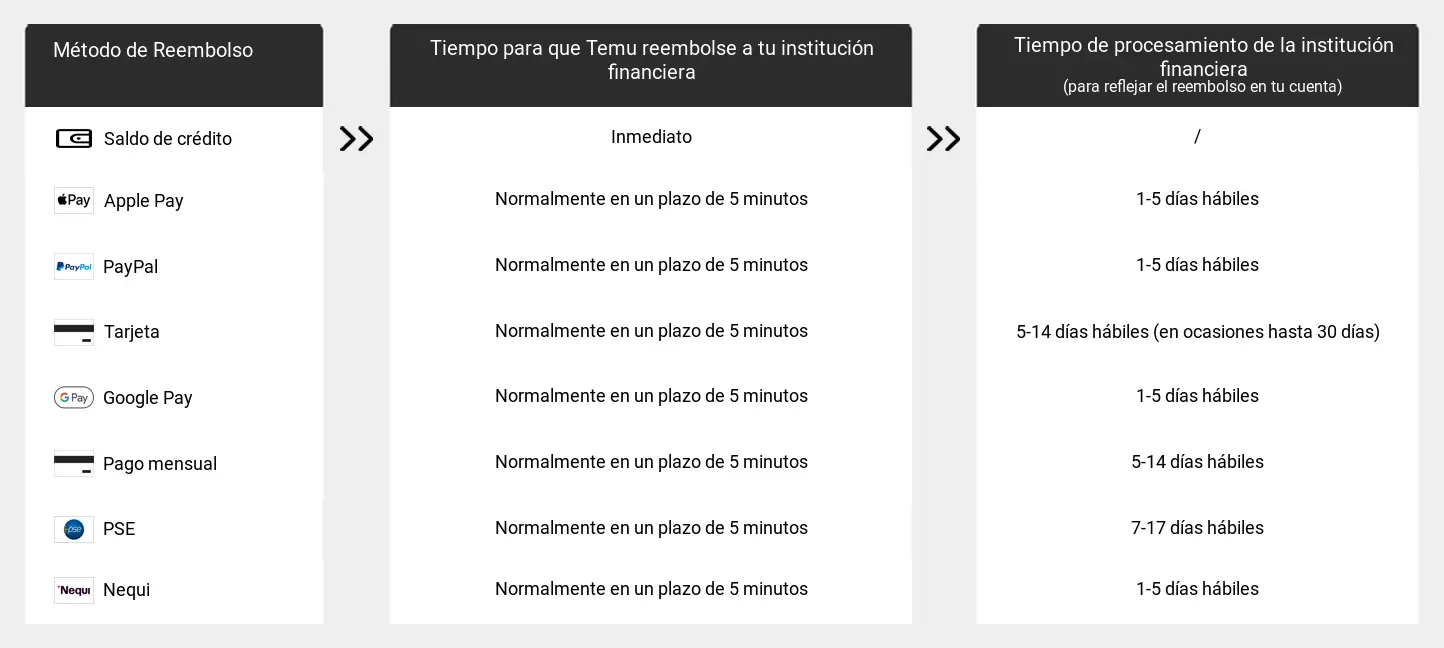 Método de Reembolso
Tiempo para que Temu reembolse a tu institución
financiera
Tiempo de procesamiento de la institución
financiera
(para reflejar el reembolso en tu cuenta)
Saldo de crédito
Inmediato
/
Pay
Apple Pay
Normalmente en un plazo de 5 minutos
1-5 días hábiles
PayPal
PayPal
Normalmente en un plazo de 5 minutos
1-5 días hábiles
Tarjeta
Normalmente en un plazo de 5 minutos
5-14 días hábiles (en ocasiones hasta 30 días)
G Pay
Google Pay
Normalmente en un plazo de 5 minutos
1-5 días hábiles
Pago mensual
Normalmente en un plazo de 5 minutos
5-14 días hábiles
pse
PSE
Normalmente en un plazo de 5 minutos
7-17 días hábiles
Nequi
Nequi
Normalmente en un plazo de 5 minutos
1-5 días hábiles